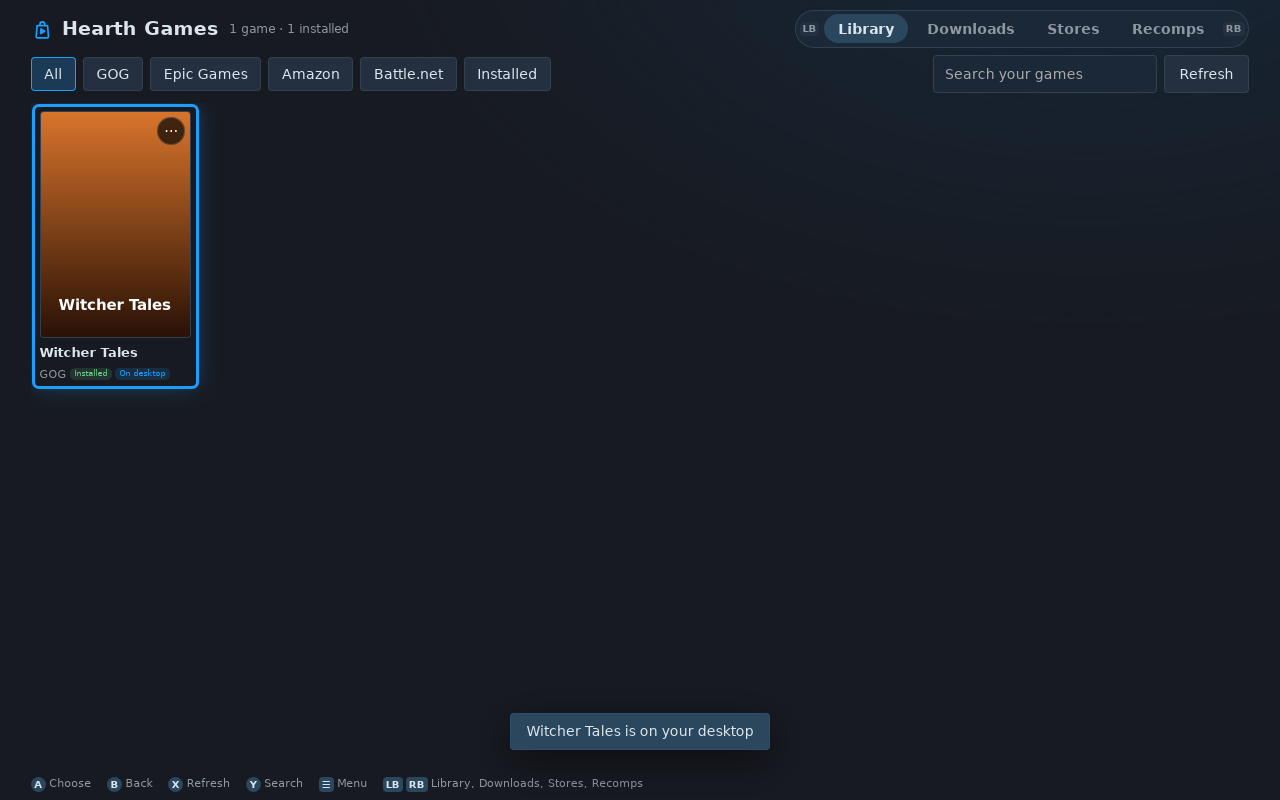 Hearth Games 1 game · 1 installed
LB Library Downloads Stores Recomps RB
All GOG Epic Games Amazon Battle.net Installed
Search your games Refresh
...
Witcher Tales
Witcher Tales
GOG Installed On desktop
Witcher Tales is on your desktop
A Choose B Back X Refresh Y Search ☰ Menu LB RB Library, Downloads, Stores, Recomps